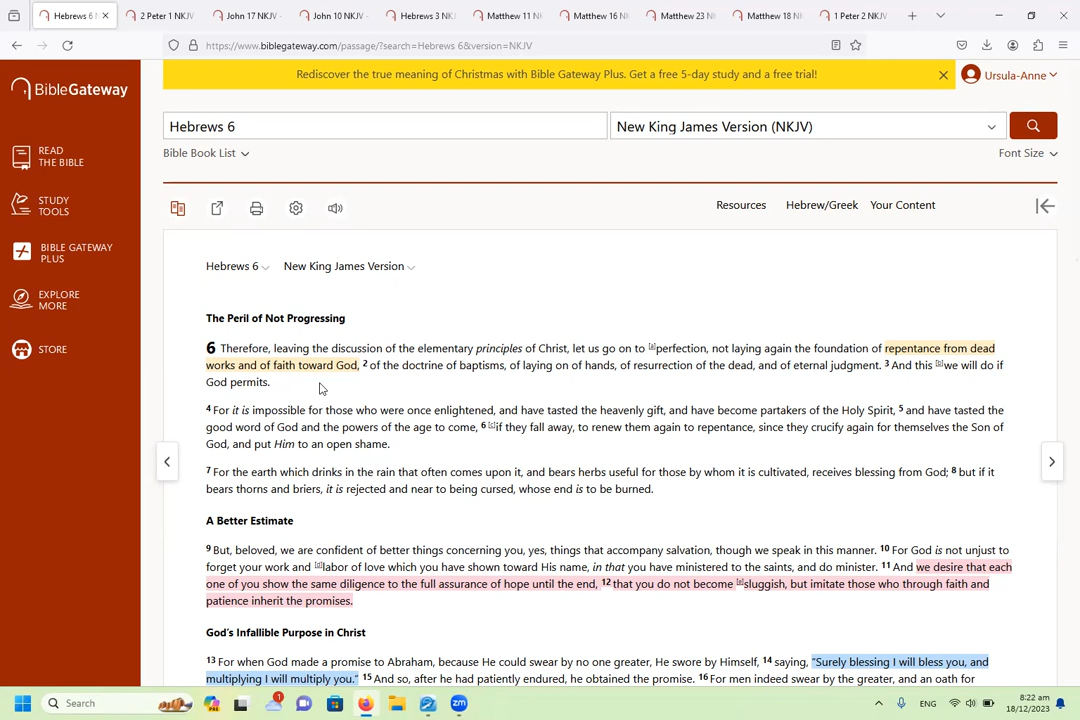 Hebrews 6
2 Peter 1 NKJV
John 17 NKJV -
John 10 NKJV -
Hebrews 3 NKJ
Matthew 11 N
Matthew 16 N
Matthew 23 N
Matthew 18 N
1 Peter 2 NKJV
https://www.biblegateway.com/passage/?search=Hebrews 6&version=NKJV
Rediscover the true meaning of Christmas with Bible Gateway Plus. Get a free 5-day study and a free trial!
Ursula-Anne
BibleGateway
Hebrews 6
New King James Version (NKJV)
Bible Book List
Font Size
READ
THE BIBLE
STUDY
TOOLS
BIBLE GATEWAY
PLUS
EXPLORE
MORE
STORE
Resources
Hebrew/Greek
Your Content
Hebrews 6
New King James Version
The Peril of Not Progressing
6 Therefore, leaving the discussion of the elementary principles of Christ, let us go on to [a]perfection, not laying again the foundation of repentance from dead
works and of faith toward God, 2 of the doctrine of baptisms, of laying on of hands, of resurrection of the dead, and of eternal judgment. 3 And this [b]we will do if
God permits.
4 For it is impossible for those who were once enlightened, and have tasted the heavenly gift, and have become partakers of the Holy Spirit, 5 and have tasted the
good word of God and the powers of the age to come, 6 [c]if they fall away, to renew them again to repentance, since they crucify again for themselves the Son of
God, and put Him to an open shame.
7 For the earth which drinks in the rain that often comes upon it, and bears herbs useful for those by whom it is cultivated, receives blessing from God; 8 but if it
bears thorns and briers, it is rejected and near to being cursed, whose end is to be burned.
A Better Estimate
9 But, beloved, we are confident of better things concerning you, yes, things that accompany salvation, though we speak in this manner. 10 For God is not unjust to
forget your work and [d]labor of love which you have shown toward His name, in that you have ministered to the saints, and do minister. 11 And we desire that each
one of you show the same diligence to the full assurance of hope until the end, 12 that you do not become [e]sluggish, but imitate those who through faith and
patience inherit the promises.
God's Infallible Purpose in Christ
13 For when God made a promise to Abraham, because He could swear by no one greater, He swore by Himself, 14 saying, "Surely blessing I will bless you, and
multiplying I will multiply you." 15 And so, after he had patiently endured, he obtained the promise. 16 For men indeed swear by the greater, and an oath for
Search
PRE
1
ENG
8:22 am
18/12/2023